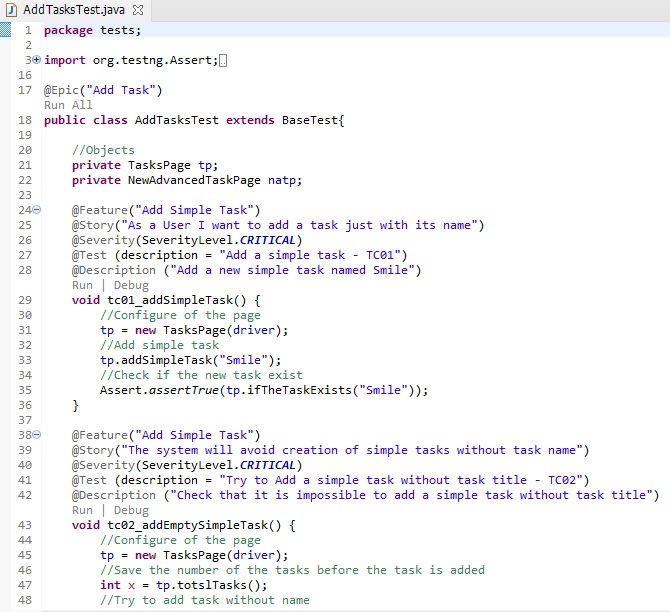 AddTasksTest.java
1 package tests;
2
3 import org.testng.Assert;
16
17 @Epic("Add Task")
Run All
18 public class AddTasksTest extends BaseTest{
19
20 //Objects
21 private TasksPage tp;
22 private NewAdvancedTaskPage natp;
23
24 @Feature("Add Simple Task")
25 @Story("As a User I want to add a task just with its name")
26 @Severity(SeverityLevel.CRITICAL)
27 @Test (description = "Add a simple task - TC01")
28 @Description ("Add a new simple task named Smile")
Run | Debug
29 void tc01_addSimpleTask() {
30 //Configure of the page
31 tp = new TasksPage(driver);
32 //Add simple task
33 tp.addSimpleTask("Smile");
34 //Check if the new task exist
35 Assert.assertTrue(tp.ifTheTaskExists("Smile"));
36 }
37
38 @Feature("Add Simple Task")
39 @Story("The system will avoid creation of simple tasks without task name")
40 @Severity(SeverityLevel.CRITICAL)
41 @Test (description = "Try to Add a simple task without task title - TC02")
42 @Description ("Check that it is impossible to add a simple task without task title")
Run | Debug
43 void tc02_addEmptySimpleTask() {
44 //Configure of the page
45 tp = new TasksPage(driver);
46 //Save the number of the tasks before the task is added
47 int x = tp.totslTasks();
48 //Try to add task without name